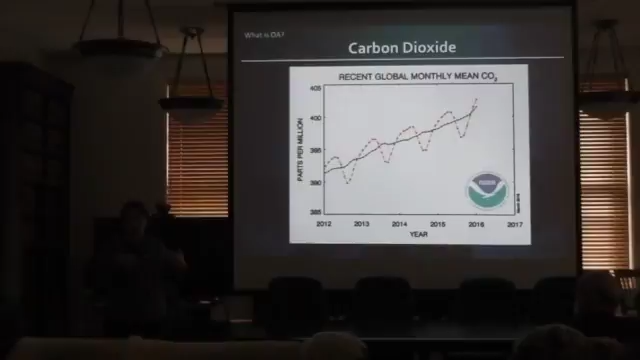 What is OA?
Carbon Dioxide
RECENT GLOBAL MONTHLY MEAN CO2
405
400
395
390
385
PARTS PER MILLION
2012 2013 2014 2015 2016 2017
YEAR